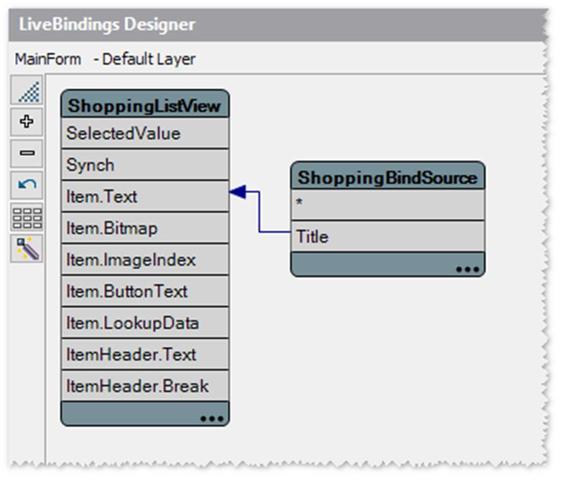 LiveBindings Designer
MainForm - Default Layer
ShoppingListView
SelectedValue
Synch
Item.Text
Item.Bitmap
Item.ImageIndex
Item.ButtonText
Item.LookupData
ItemHeader.Text
ItemHeader.Break
...
ShoppingBindSource
*
Title
...